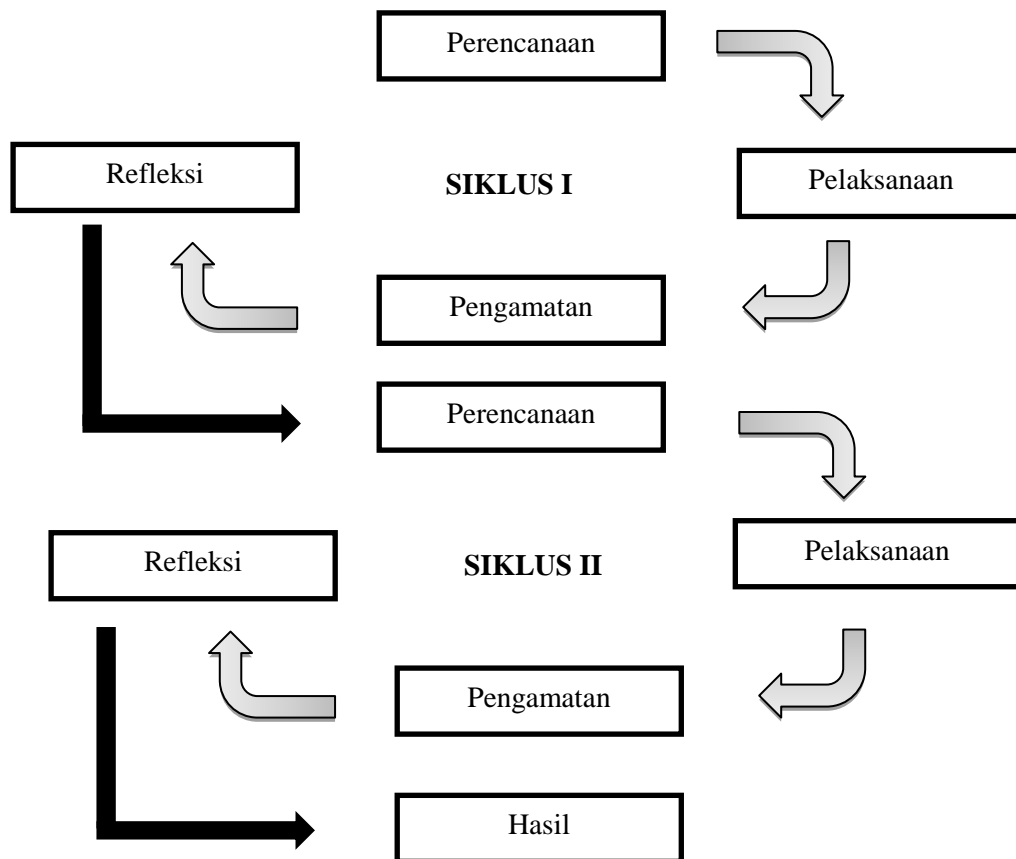 Perencanaan
Refleksi
SIKLUS I
Pelaksanaan
Pengamatan
Perencanaan
Refleksi
SIKLUS II
Pelaksanaan
Pengamatan
Hasil